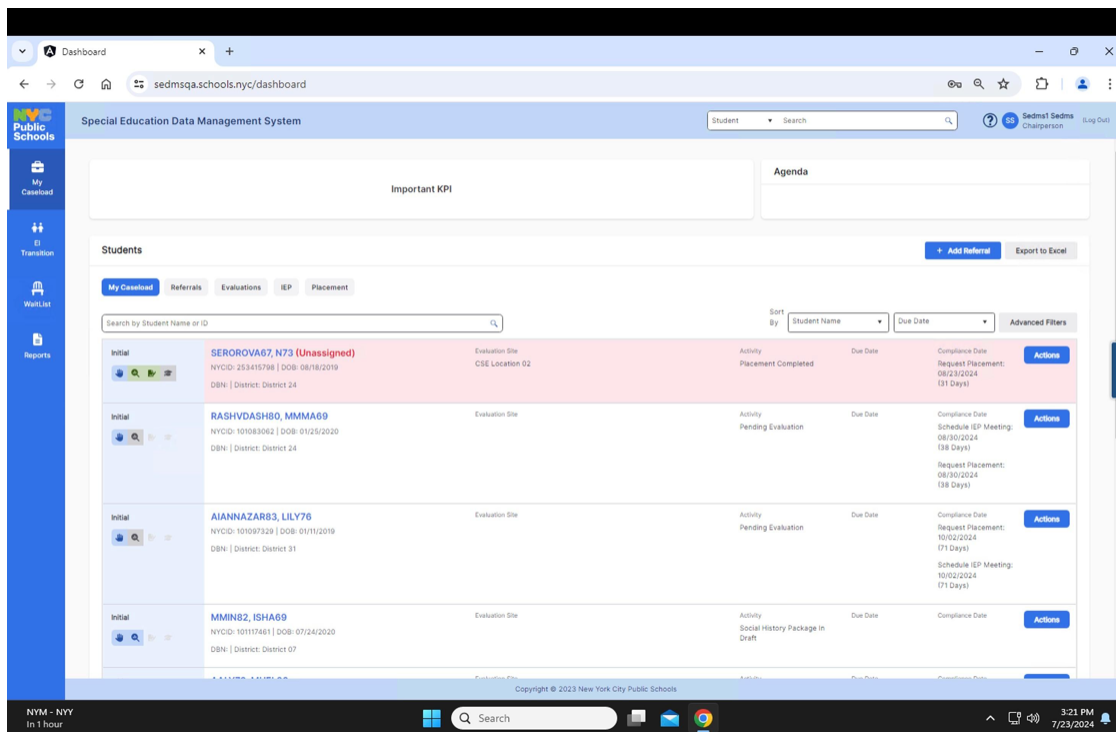 Dashboard
sedmsqa.schools.nyc/dashboard
NYC
Public
Schools
Special Education Data Management System
Student
Search
SS
Sedms1 Sedms
Chairperson
(Log Out)
My
Caseload
EI
Transition
WaitList
Reports
Important KPI
Agenda
Students
+ Add Referral
Export to Excel
My Caseload
Referrals
Evaluations
IEP
Placement
Search by Student Name or ID
Sort
By
Student Name
Due Date
Advanced Filters
Initial
SEROROVA67, N73 (Unassigned)
NYCID: 253415798 | DOB: 08/18/2019
DBN: | District: District 24
Evaluation Site
CSE Location 02
Activity
Placement Completed
Due Date
Compliance Date
Request Placement:
08/23/2024
(31 Days)
Actions
Initial
RASHVDASH80, MMMA69
NYCID: 101083062 | DOB: 01/25/2020
DBN: | District: District 24
Evaluation Site
Activity
Pending Evaluation
Due Date
Compliance Date
Schedule IEP Meeting:
08/30/2024
(38 Days)
Request Placement:
08/30/2024
(38 Days)
Actions
Initial
AIANNAZAR83, LILY76
NYCID: 101097329 | DOB: 01/11/2019
DBN: | District: District 31
Evaluation Site
Activity
Pending Evaluation
Due Date
Compliance Date
Request Placement:
10/02/2024
(71 Days)
Schedule IEP Meeting:
10/02/2024
(71 Days)
Actions
Initial
MMIN82, ISHA69
NYCID: 101117461 | DOB: 07/24/2020
DBN: | District: District 07
Evaluation Site
Activity
Social History Package In
Draft
Due Date
Compliance Date
Actions
Copyright © 2023 New York City Public Schools
NYM - NYY
In 1 hour
Search
3:21 PM
7/23/2024